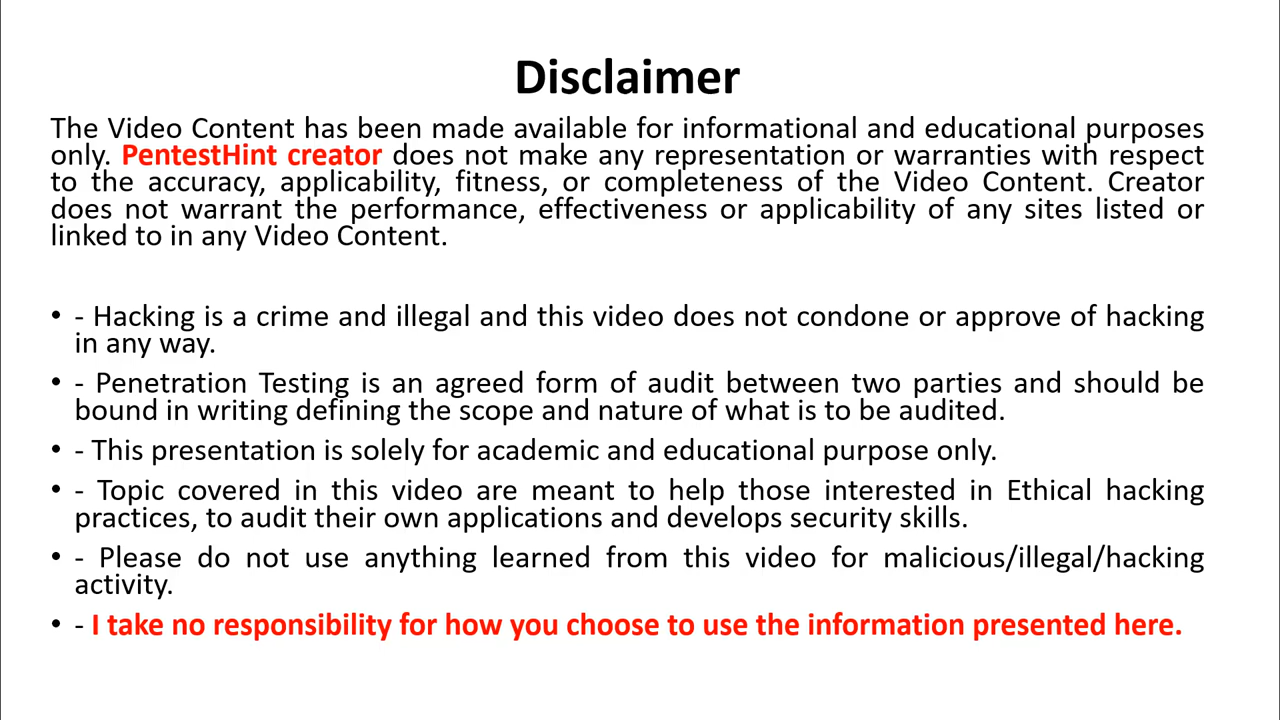 Disclaimer
The Video Content has been made available for informational and educational purposes
only. PentestHint creator does not make any representation or warranties with respect
to the accuracy, applicability, fitness, or completeness of the Video Content. Creator
does not warrant the performance, effectiveness or applicability of any sites listed or
linked to in any Video Content.
• - Hacking is a crime and illegal and this video does not condone or approve of hacking
in any way.
• - Penetration Testing is an agreed form of audit between two parties and should be
bound in writing defining the scope and nature of what is to be audited.
• - This presentation is solely for academic and educational purpose only.
• - Topic covered in this video are meant to help those interested in Ethical hacking
practices, to audit their own applications and develops security skills.
• - Please do not use anything learned from this video for malicious/illegal/hacking
activity.
• - I take no responsibility for how you choose to use the information presented here.